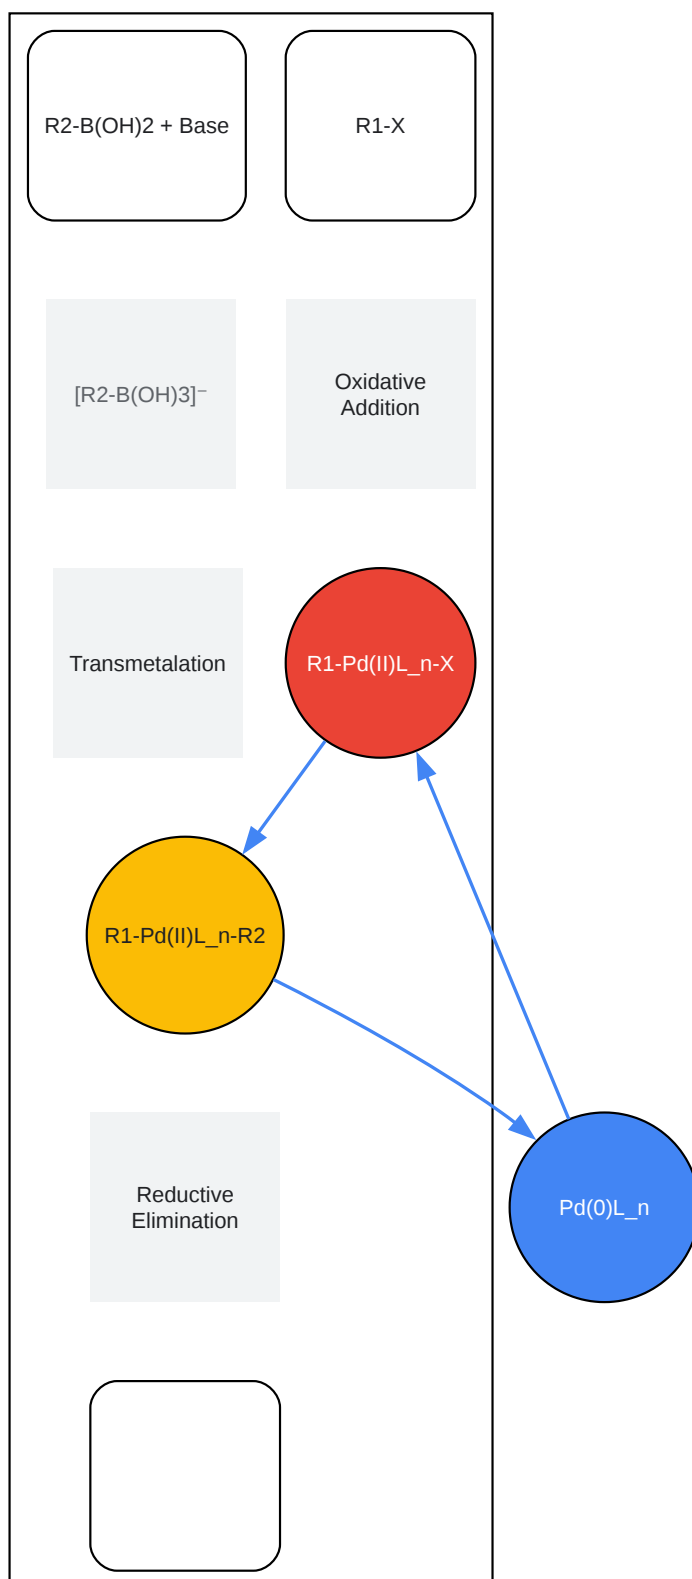 R2-B(OH)2 + Base
R1-X
[R2-B(OH)3]⁻
Oxidative
Addition
Transmetalation
R1-Pd(II)L_n-X
R1-Pd(II)L_n-R2
Reductive
Elimination
Pd(0)L_n